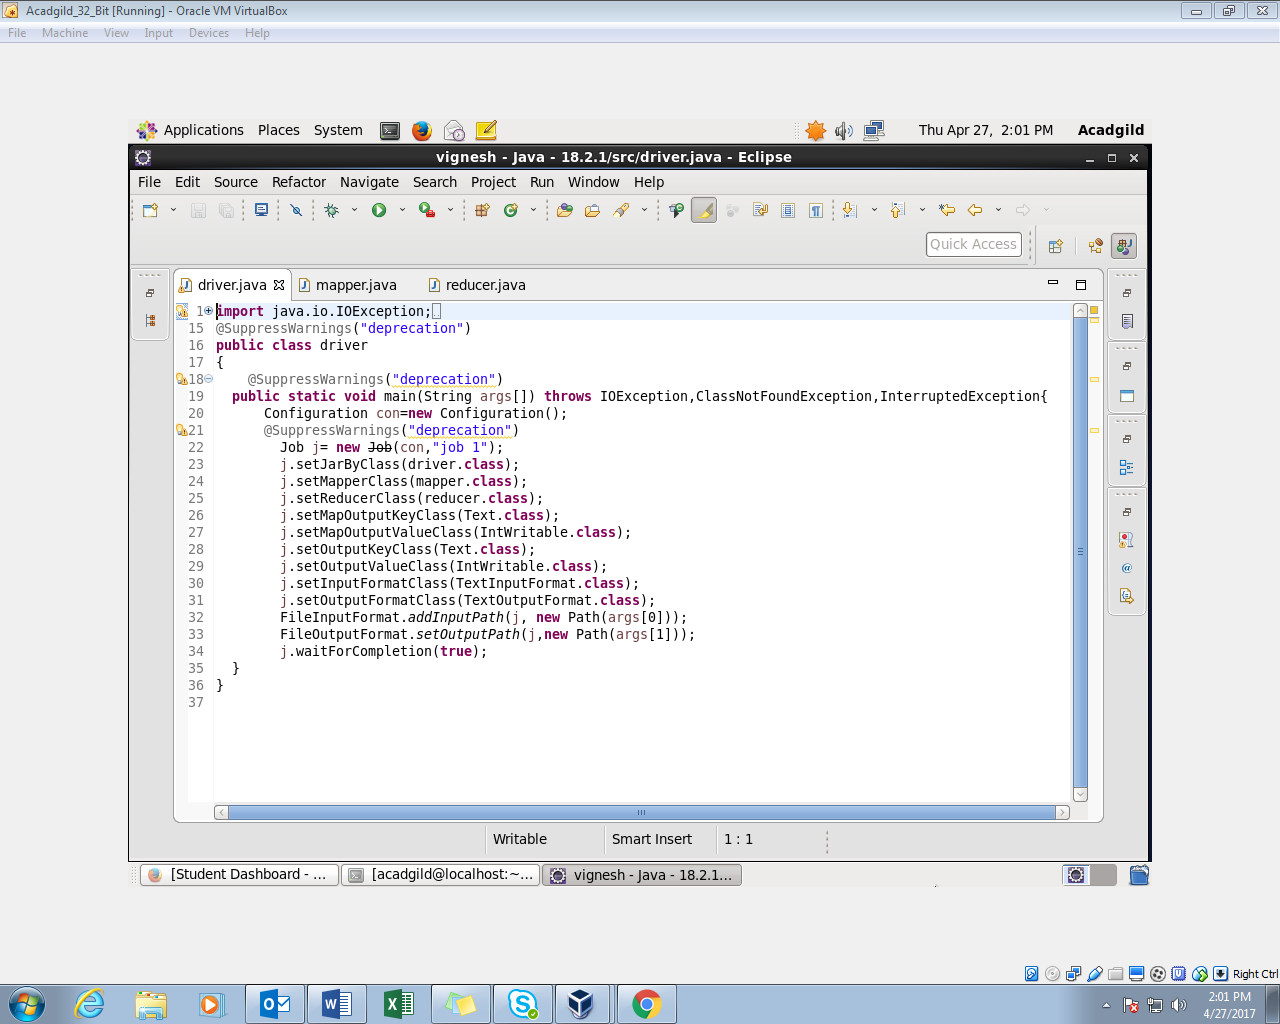 Acadgild_32_Bit [Running] - Oracle VM VirtualBox
File Machine View Input Devices Help
Applications Places System Thu Apr 27, 2:01 PM Acadgild
vignesh - Java - 18.2.1/src/driver.java - Eclipse
File Edit Source Refactor Navigate Search Project Run Window Help
Quick Access
driver.java mapper.java reducer.java
1 import java.io.IOException;
15 @SuppressWarnings("deprecation")
16 public class driver
17 {
18 @SuppressWarnings("deprecation")
19 public static void main(String args[]) throws IOException,ClassNotFoundException,InterruptedException{
20 Configuration con=new Configuration();
21 @SuppressWarnings("deprecation")
22 Job j= new Job(con,"job 1");
23 j.setJarByClass(driver.class);
24 j.setMapperClass(mapper.class);
25 j.setReducerClass(reducer.class);
26 j.setMapOutputKeyClass(Text.class);
27 j.setMapOutputValueClass(IntWritable.class);
28 j.setOutputKeyClass(Text.class);
29 j.setOutputValueClass(IntWritable.class);
30 j.setInputFormatClass(TextInputFormat.class);
31 j.setOutputFormatClass(TextOutputFormat.class);
32 FileInputFormat.addInputPath(j, new Path(args[0]));
33 FileOutputFormat.setOutputPath(j,new Path(args[1]));
34 j.waitForCompletion(true);
35 }
36 }
37
Writable Smart Insert 1 : 1
[Student Dashboard - ... [acadgild@localhost:~... vignesh - Java - 18.2.1...
Right Ctrl
2:01 PM
4/27/2017